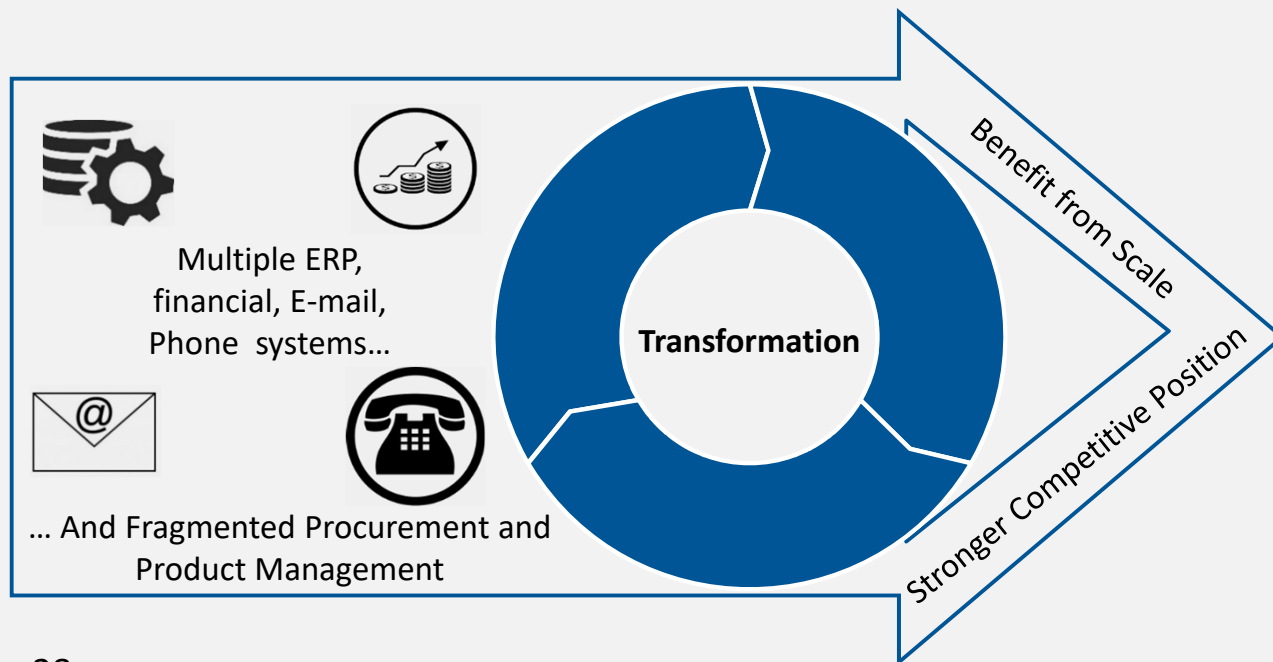 Multiple ERP,
financial, E-mail,
Phone systems…
@
… And Fragmented Procurement and
Product Management
Transformation
Benefit from Scale
Stronger Competitive Position